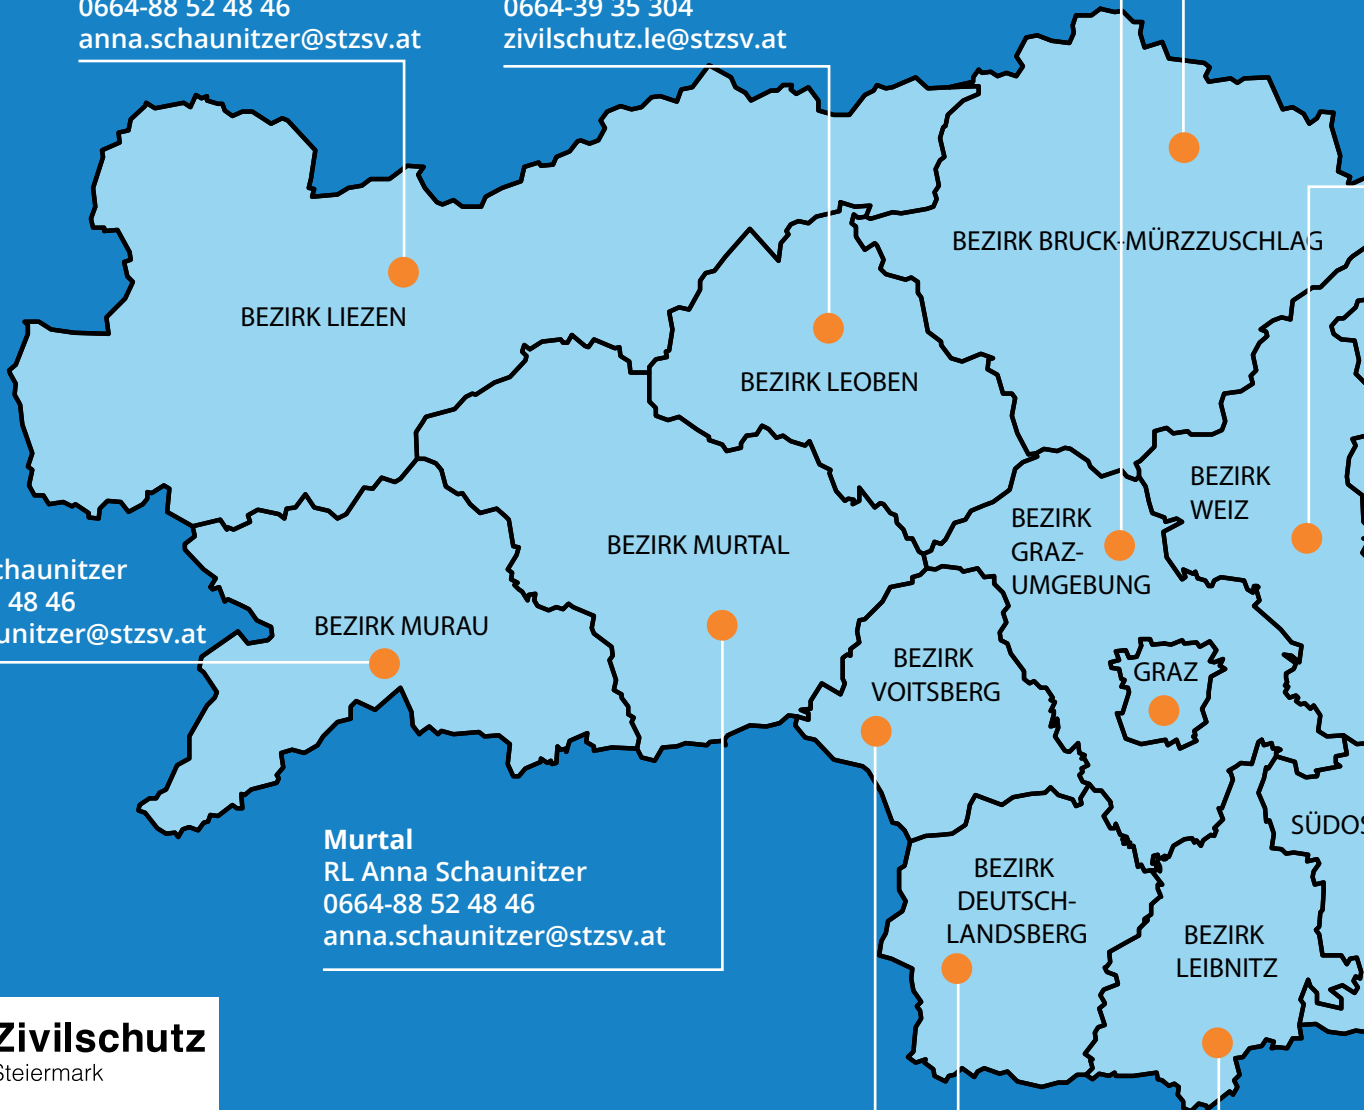 0664-88 52 48 46
anna.schaunitzer@stzsv.at
0664-39 35 304
zivilschutz.le@stzsv.at
BEZIRK BRUCK-MÜRZZUSCHLAG
BEZIRK LIEZEN
BEZIRK LEOBEN
BEZIRK
WEIZ
BEZIRK
GRAZ-
UMGEBUNG
BEZIRK MURTAL
chaunitzer
48 46
unitzer@stzsv.at
BEZIRK MURAU
BEZIRK
VOITSBERG
GRAZ
SÜDOS
Murtal
RL Anna Schaunitzer
0664-88 52 48 46
anna.schaunitzer@stzsv.at
BEZIRK
DEUTSCH-
LANDSBERG
BEZIRK
LEIBNITZ
Zivilschutz
Steiermark